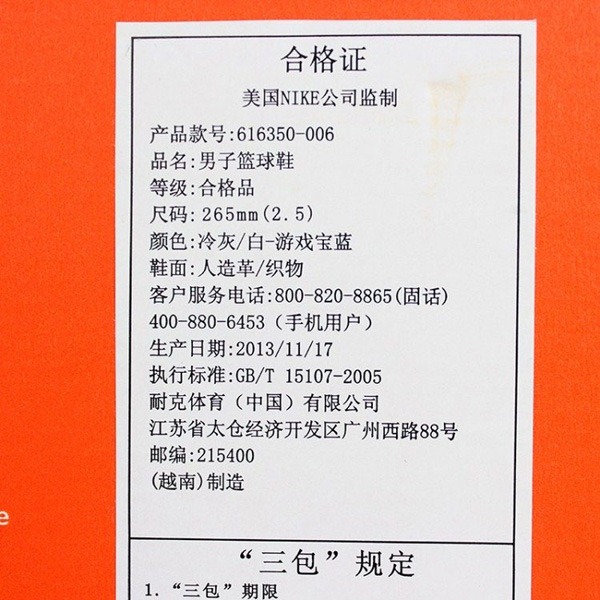 合格证
美国NIKE公司监制
产品款号:616350-006
品名:男子篮球鞋
等级:合格品
尺码: 265mm(2.5)
颜色:冷灰/白-游戏宝蓝
鞋面:人造革/织物
客户服务电话:800-820-8865(固话)
400-880-6453（手机用户）
生产日期:2013/11/17
执行标准:GB/T 15107-2005
耐克体育（中国）有限公司
江苏省太仓经济开发区广州西路88号
邮编:215400
(越南)制造
e
“三包”规定
1. “三包”期限